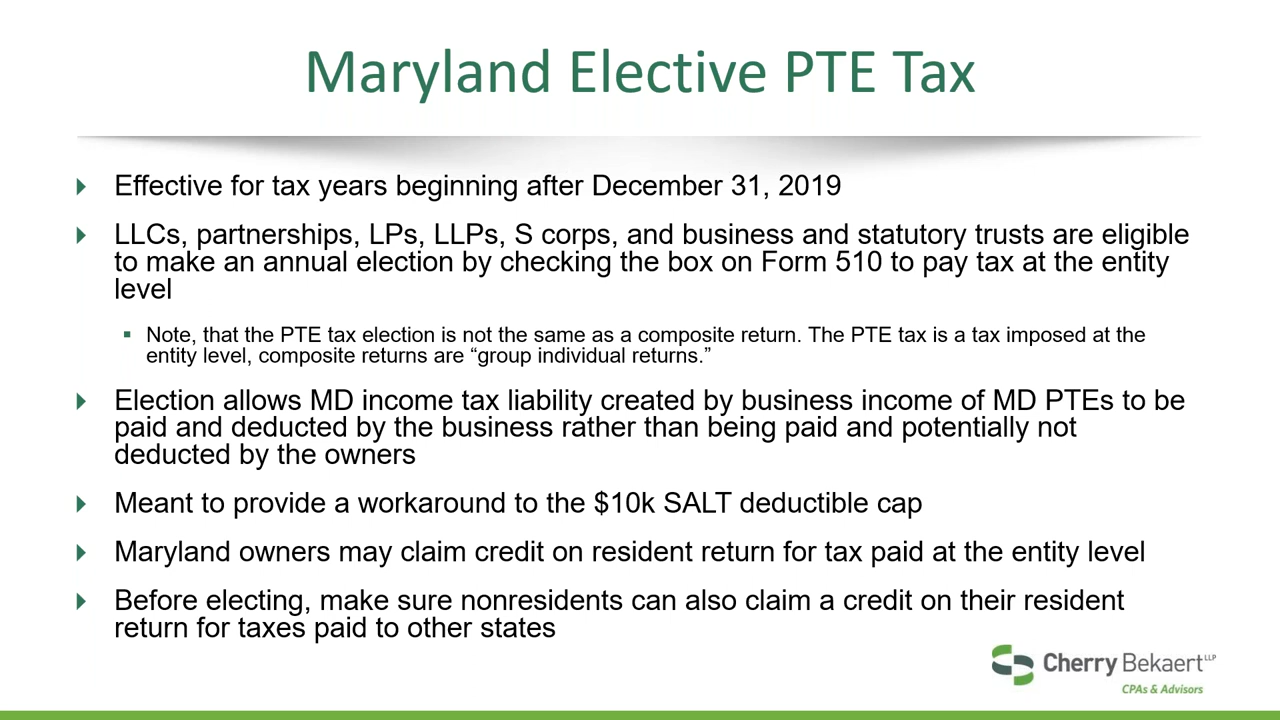 Maryland Elective PTE Tax
Effective for tax years beginning after December 31, 2019
LLCs, partnerships, LPs, LLPs, S corps, and business and statutory trusts are eligible
to make an annual election by checking the box on Form 510 to pay tax at the entity
level
Note, that the PTE tax election is not the same as a composite return. The PTE tax is a tax imposed at the
entity level, composite returns are “group individual returns.”
Election allows MD income tax liability created by business income of MD PTEs to be
paid and deducted by the business rather than being paid and potentially not
deducted by the owners
Meant to provide a workaround to the $10k SALT deductible cap
Maryland owners may claim credit on resident return for tax paid at the entity level
Before electing, make sure nonresidents can also claim a credit on their resident
return for taxes paid to other states
Cherry Bekaert LLP
CPAs & Advisors